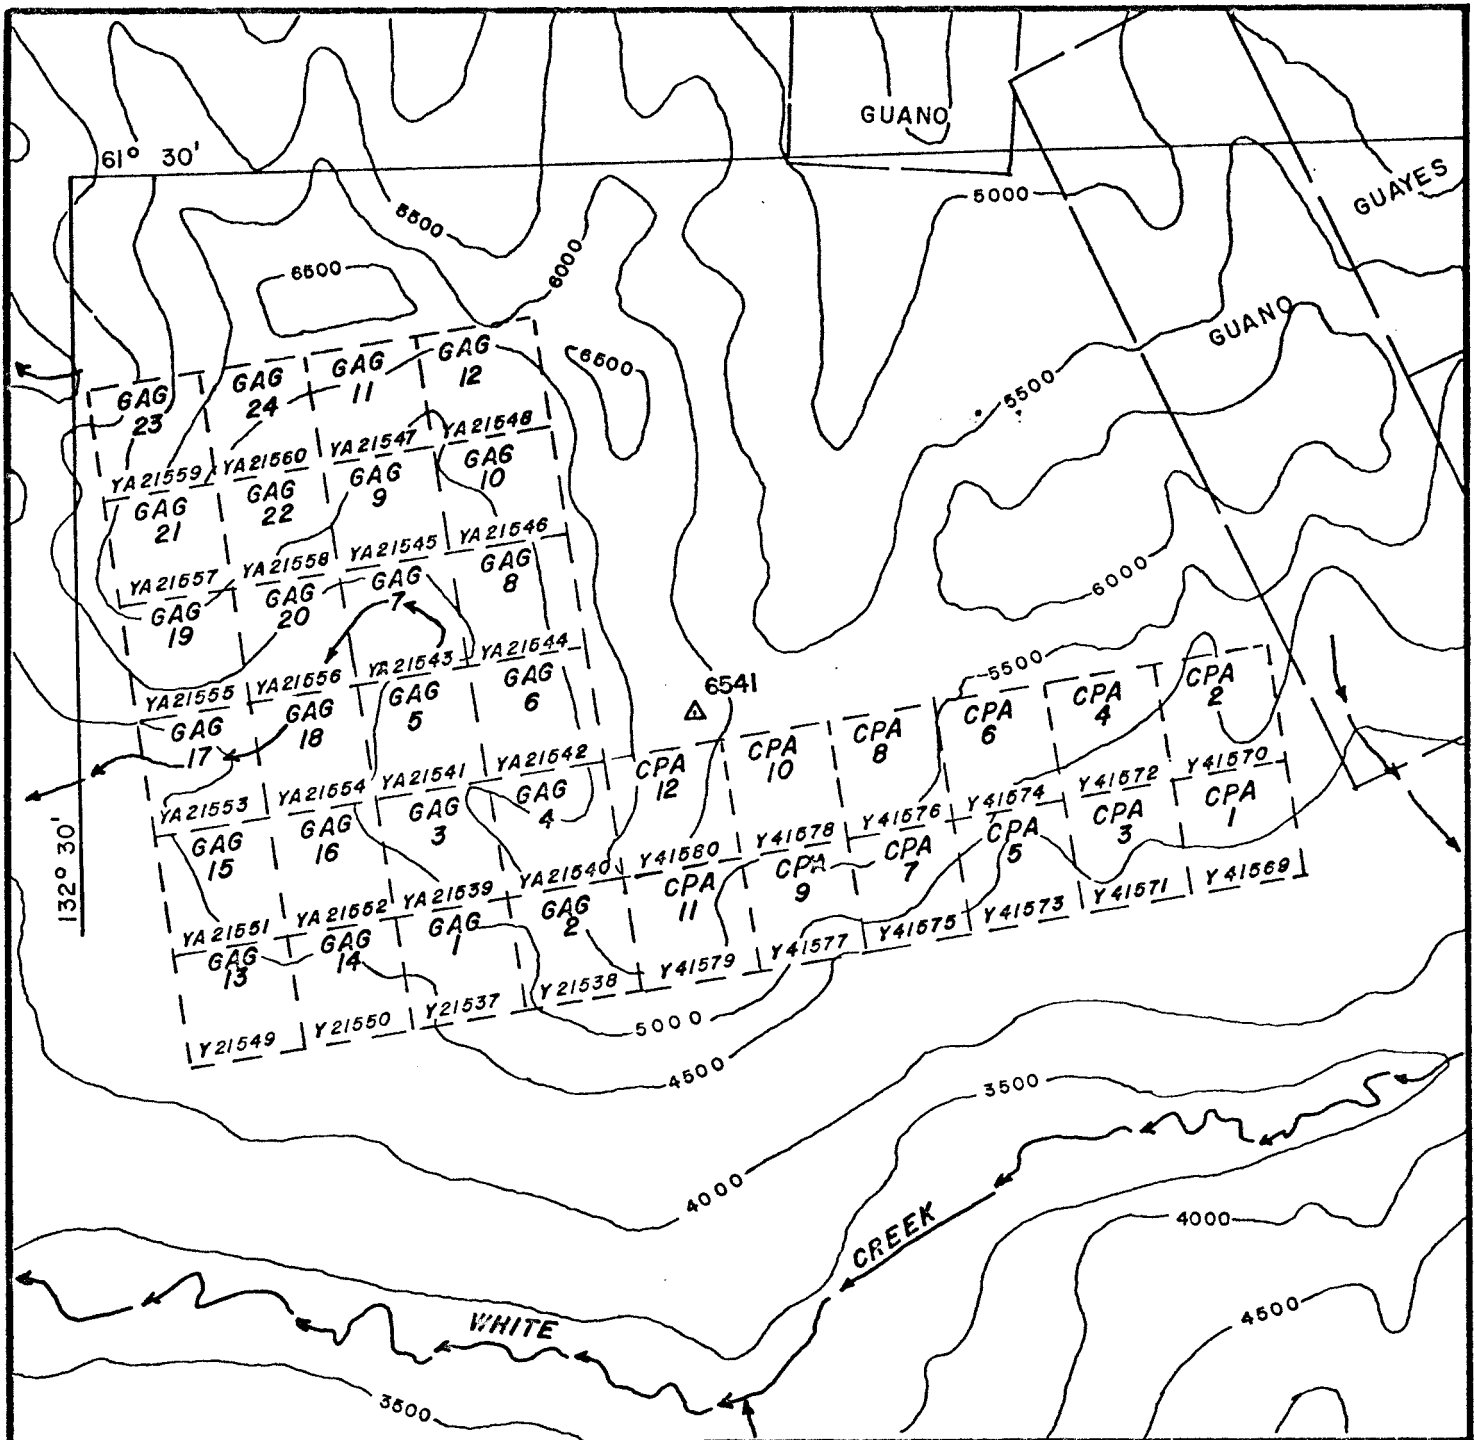 GUANO
61° 30'
GUAYES
5000
5500
6000
6500
GUANO
GAG 23
GAG 24
GAG 11
GAG 12
6500
5500
YA21559
YA21560
YA21547
YA21548
GAG 21
GAG 22
GAG 9
GAG 10
YA21557
YA21558
YA21545
YA21546
GAG 19
GAG 20
GAG 7
GAG 8
6000
YA21555
YA21556
YA21543
YA21544
GAG 17
GAG 18
GAG 5
GAG 6
6541
5500
CPA 12
CPA 10
CPA 8
CPA 6
CPA 4
CPA 2
YA21553
YA21554
YA21541
YA21542
GAG 15
GAG 16
GAG 3
GAG 4
132° 30'
YA21551
YA21552
YA21539
YA21540
Y41580
Y41578
Y41576
Y41574
Y41572
Y41570
GAG 13
GAG 14
GAG 1
GAG 2
CPA 11
CPA 9
CPA 7
CPA 5
CPA 3
CPA 1
Y21549
Y21550
Y21537
Y21538
Y41579
Y41577
Y41575
Y41573
Y41571
Y41569
5000
4500
3500
4000
4000
CREEK
4500
WHITE
3500